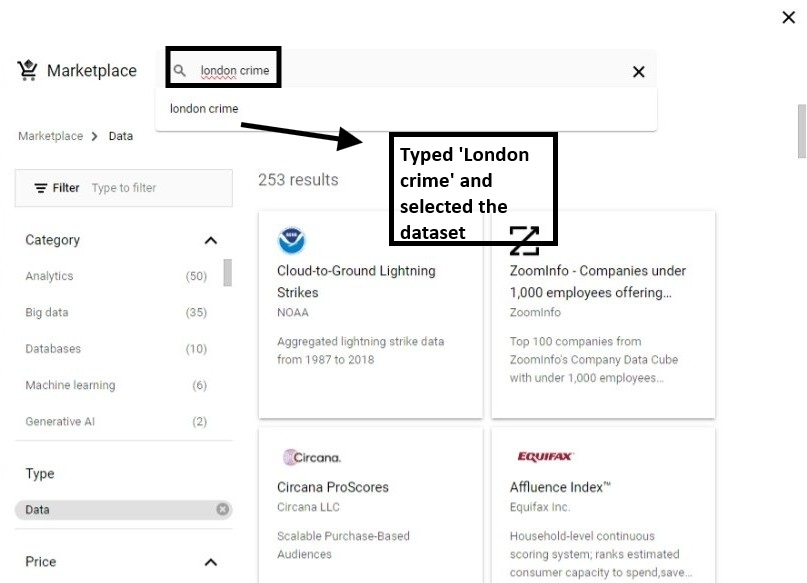 Marketplace
london crime
london crime
Marketplace > Data
Typed 'London
crime' and
selected the
dataset
Filter Type to filter
253 results
Category
Analytics (50)
Big data (35)
Databases (10)
Machine learning (6)
Generative AI (2)
Type
Data
Price
NOAA
Cloud-to-Ground Lightning
Strikes
NOAA
Aggregated lightning strike data
from 1987 to 2018
ZoomInfo - Companies under
1,000 employees offering...
ZoomInfo
Top 100 companies from
ZoomInfo's Company Data Cube
with under 1,000 employees...
Circana.
Circana ProScores
Circana LLC
Scalable Purchase-Based
Audiences
EQUIFAX
Affluence Index™
Equifax Inc.
Household-level continuous
scoring system; ranks estimated
consumer capacity to spend,save...